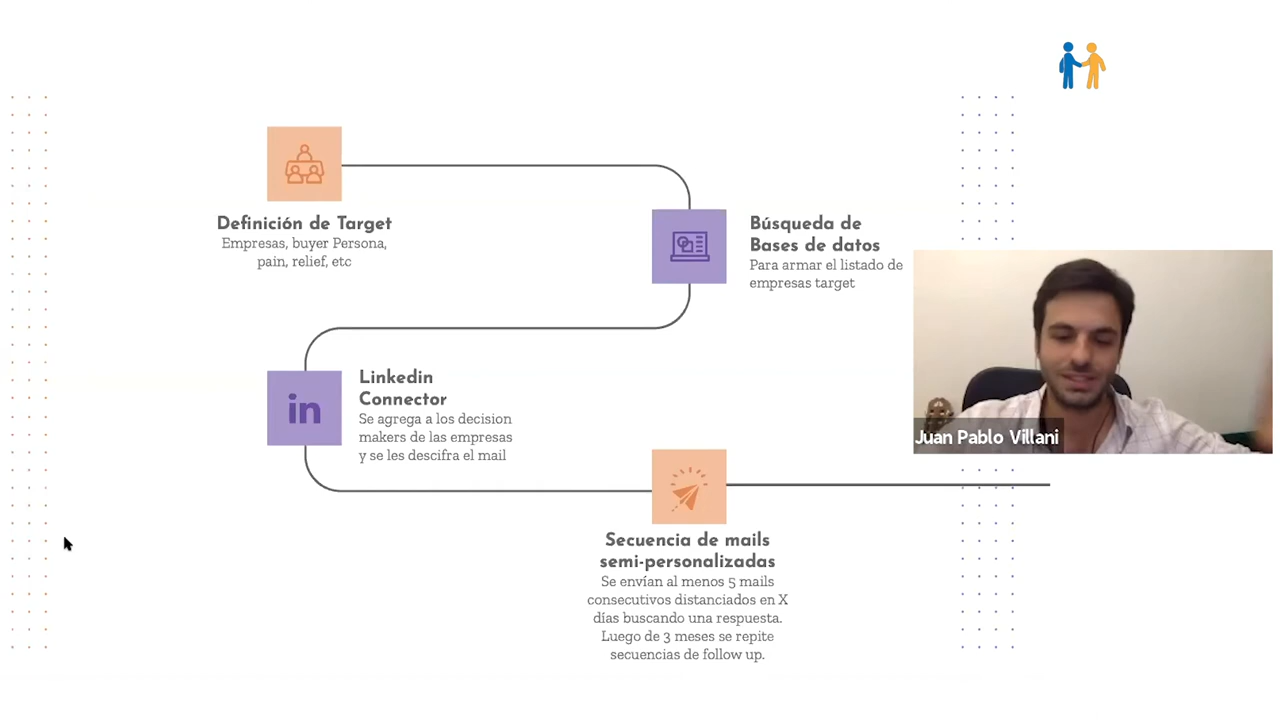 Definición de Target
Empresas, buyer Persona,
pain, relief, etc
Búsqueda de
Bases de datos
Para armar el listado de
empresas target
Linkedin
Connector
Se agrega a los decision
makers de las empresas
y se les descifra el mail
in
Juan Pablo Villani
Secuencia de mails
semi-personalizadas
Se envían al menos 5 mails
consecutivos distanciados en X
días buscando una respuesta.
Luego de 3 meses se repite
secuencias de follow up.